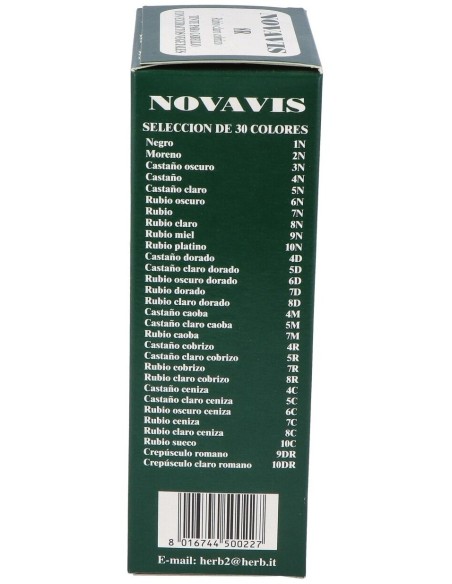 NOVAVIS
8R
NOVAVIS
SELECCION DE 30 COLORES
Negro 1N
Moreno 2N
Castaño oscuro 3N
Castaño 4N
Castaño claro 5N
Rubio oscuro 6N
Rubio 7N
Rubio claro 8N
Rubio miel 9N
Rubio platino 10N
Castaño dorado 4D
Castaño claro dorado 5D
Rubio oscuro dorado 6D
Rubio dorado 7D
Rubio claro dorado 8D
Castaño caoba 4M
Castaño claro caoba 5M
Rubio caoba 7M
Castaño cobrizo 4R
Castaño claro cobrizo 5R
Rubio cobrizo 7R
Rubio claro cobrizo 8R
Castaño ceniza 4C
Castaño claro ceniza 5C
Rubio oscuro ceniza 6C
Rubio ceniza 7C
Rubio claro ceniza 8C
Rubio sueco 10C
Crepúsculo romano 9DR
Crepúsculo claro romano 10DR
8 016744 500227
E-mail: herb2@herb.it